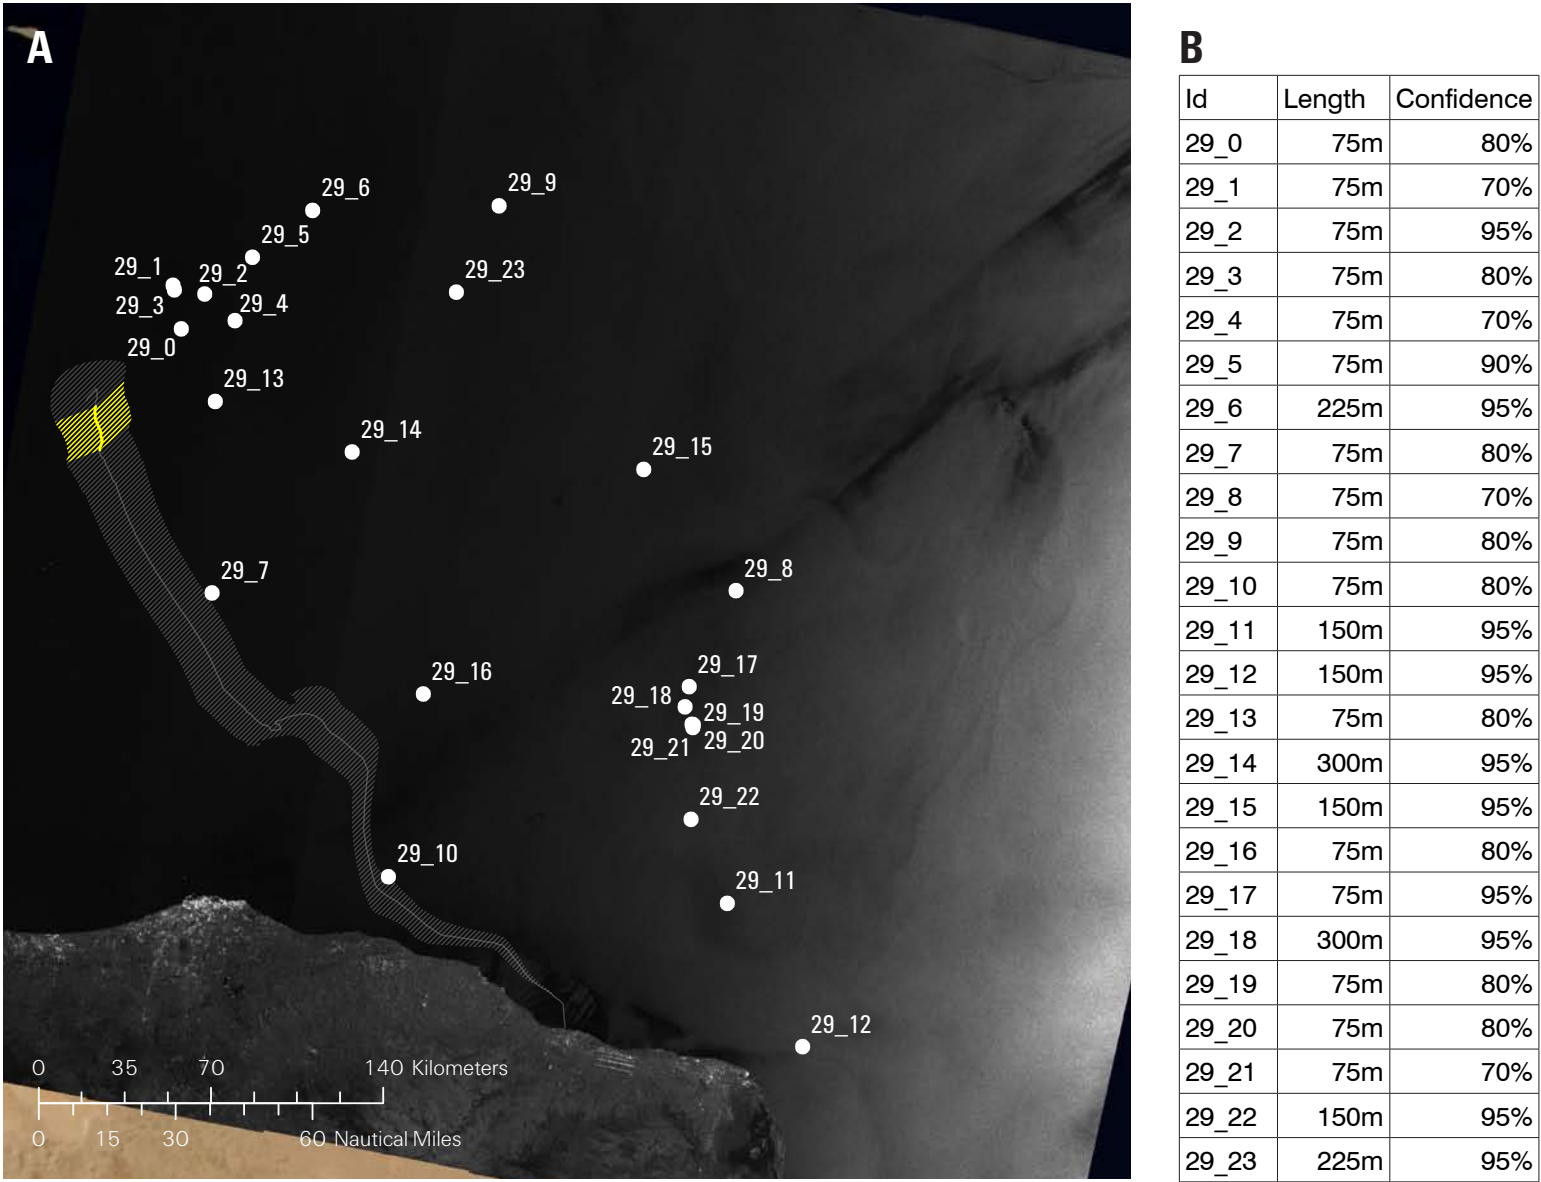 A
29_6
29_9
29_5
29_1
29_2
29_23
29_3
29_4
29_0
29_13
29_14
29_15
29_7
29_8
29_16
29_17
29_18
29_19
29_21
29_20
29_22
29_10
29_11
29_12
0 35 70 140 Kilometers
0 15 30 60 Nautical Miles
B
Id Length Confidence
29_0 75m 80%
29_1 75m 70%
29_2 75m 95%
29_3 75m 80%
29_4 75m 70%
29_5 75m 90%
29_6 225m 95%
29_7 75m 80%
29_8 75m 70%
29_9 75m 80%
29_10 75m 80%
29_11 150m 95%
29_12 150m 95%
29_13 75m 80%
29_14 300m 95%
29_15 150m 95%
29_16 75m 80%
29_17 75m 95%
29_18 300m 95%
29_19 75m 80%
29_20 75m 80%
29_21 75m 70%
29_22 150m 95%
29_23 225m 95%